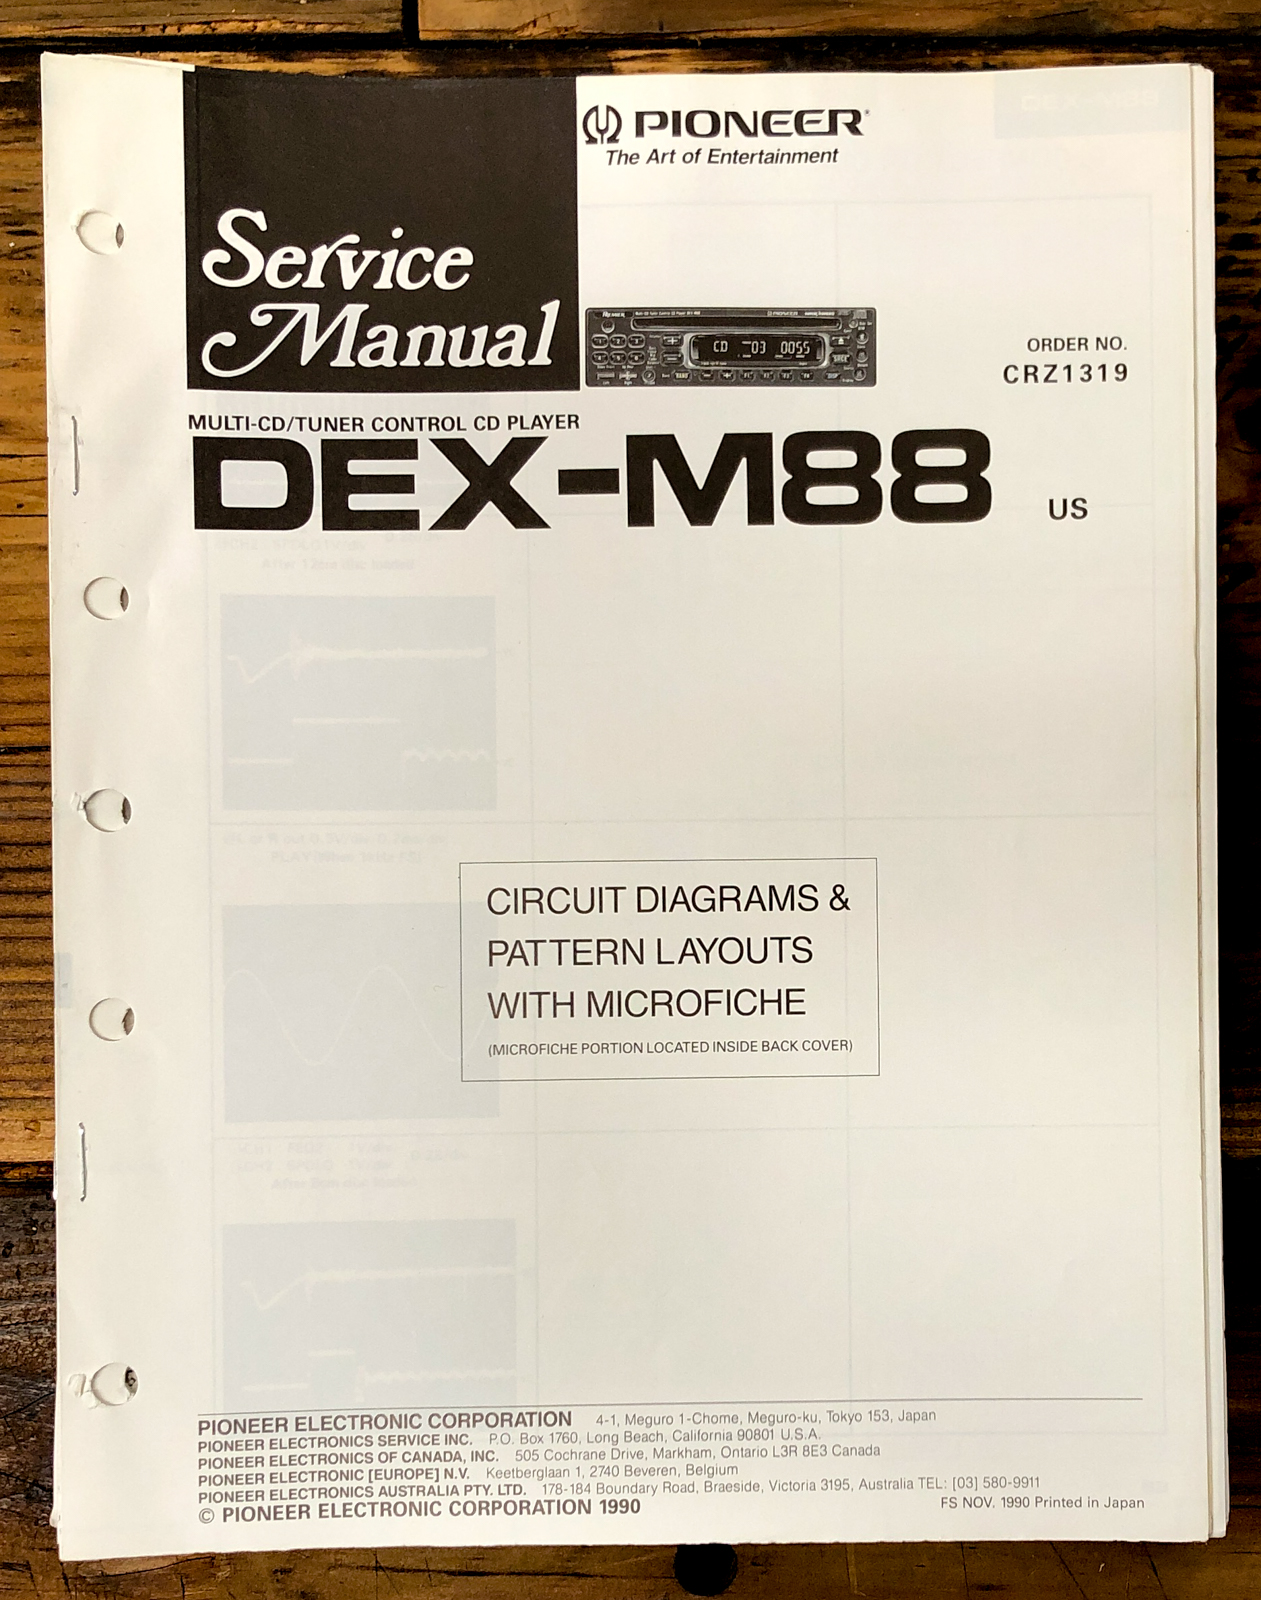 PIONEER
The Art of Entertainment
Service
Manual
PIONEER
CD 03 0055
ORDER NO.
CRZ1319
MULTI-CD/TUNER CONTROL CD PLAYER
DEX-M88
US
CIRCUIT DIAGRAMS &
PATTERN LAYOUTS
WITH MICROFICHE
(MICROFICHE PORTION LOCATED INSIDE BACK COVER)
PIONEER ELECTRONIC CORPORATION 4-1, Meguro 1-Chome, Meguro-ku, Tokyo 153, Japan
PIONEER ELECTRONICS SERVICE INC. P.O. Box 1760, Long Beach, California 90801 U.S.A.
PIONEER ELECTRONICS OF CANADA, INC. 505 Cochrane Drive, Markham, Ontario L3R 8E3 Canada
PIONEER ELECTRONIC [EUROPE] N.V. Keetberglaan 1, 2740 Beveren, Belgium
PIONEER ELECTRONICS AUSTRALIA PTY. LTD. 178-184 Boundary Road, Braeside, Victoria 3195, Australia TEL: [03] 580-9911
© PIONEER ELECTRONIC CORPORATION 1990 FS NOV. 1990 Printed in Japan